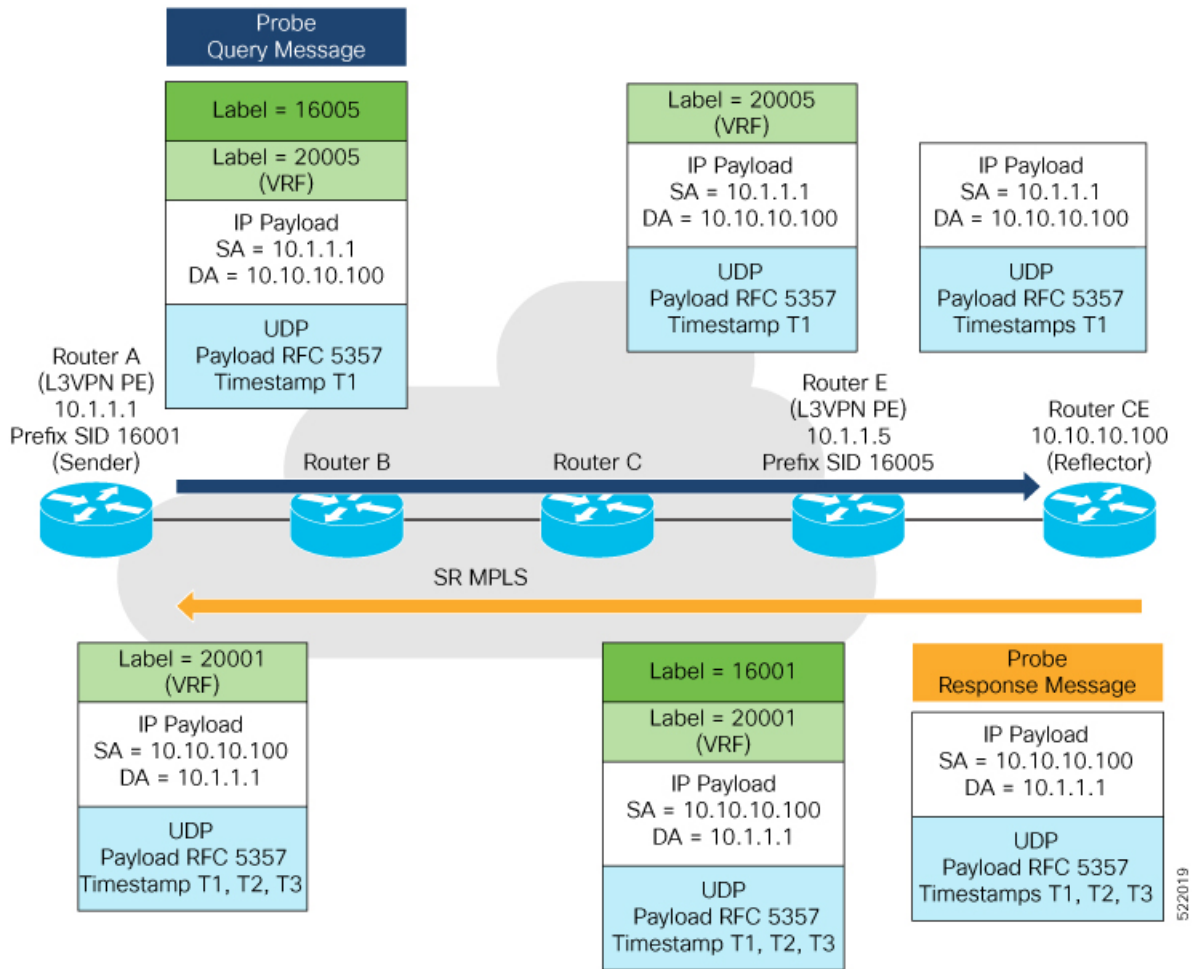 Probe
Query Message
Label = 16005
Label = 20005
(VRF)
IP Payload
SA = 10.1.1.1
DA = 10.10.10.100
UDP
Payload RFC 5357
Timestamp T1
Label = 20005
(VRF)
IP Payload
SA = 10.1.1.1
DA = 10.10.10.100
UDP
Payload RFC 5357
Timestamp T1
IP Payload
SA = 10.1.1.1
DA = 10.10.10.100
UDP
Payload RFC 5357
Timestamps T1
Router A
(L3VPN PE)
10.1.1.1
Prefix SID 16001
(Sender)
Router B
Router C
Router E
(L3VPN PE)
10.1.1.5
Prefix SID 16005
Router CE
10.10.10.100
(Reflector)
SR MPLS
Label = 20001
(VRF)
IP Payload
SA = 10.10.10.100
DA = 10.1.1.1
UDP
Payload RFC 5357
Timestamp T1, T2, T3
Label = 16001
Label = 20001
(VRF)
IP Payload
SA = 10.10.10.100
DA = 10.1.1.1
UDP
Payload RFC 5357
Timestamp T1, T2, T3
Probe
Response Message
IP Payload
SA = 10.10.10.100
DA = 10.1.1.1
UDP
Payload RFC 5357
Timestamps T1, T2, T3
522019